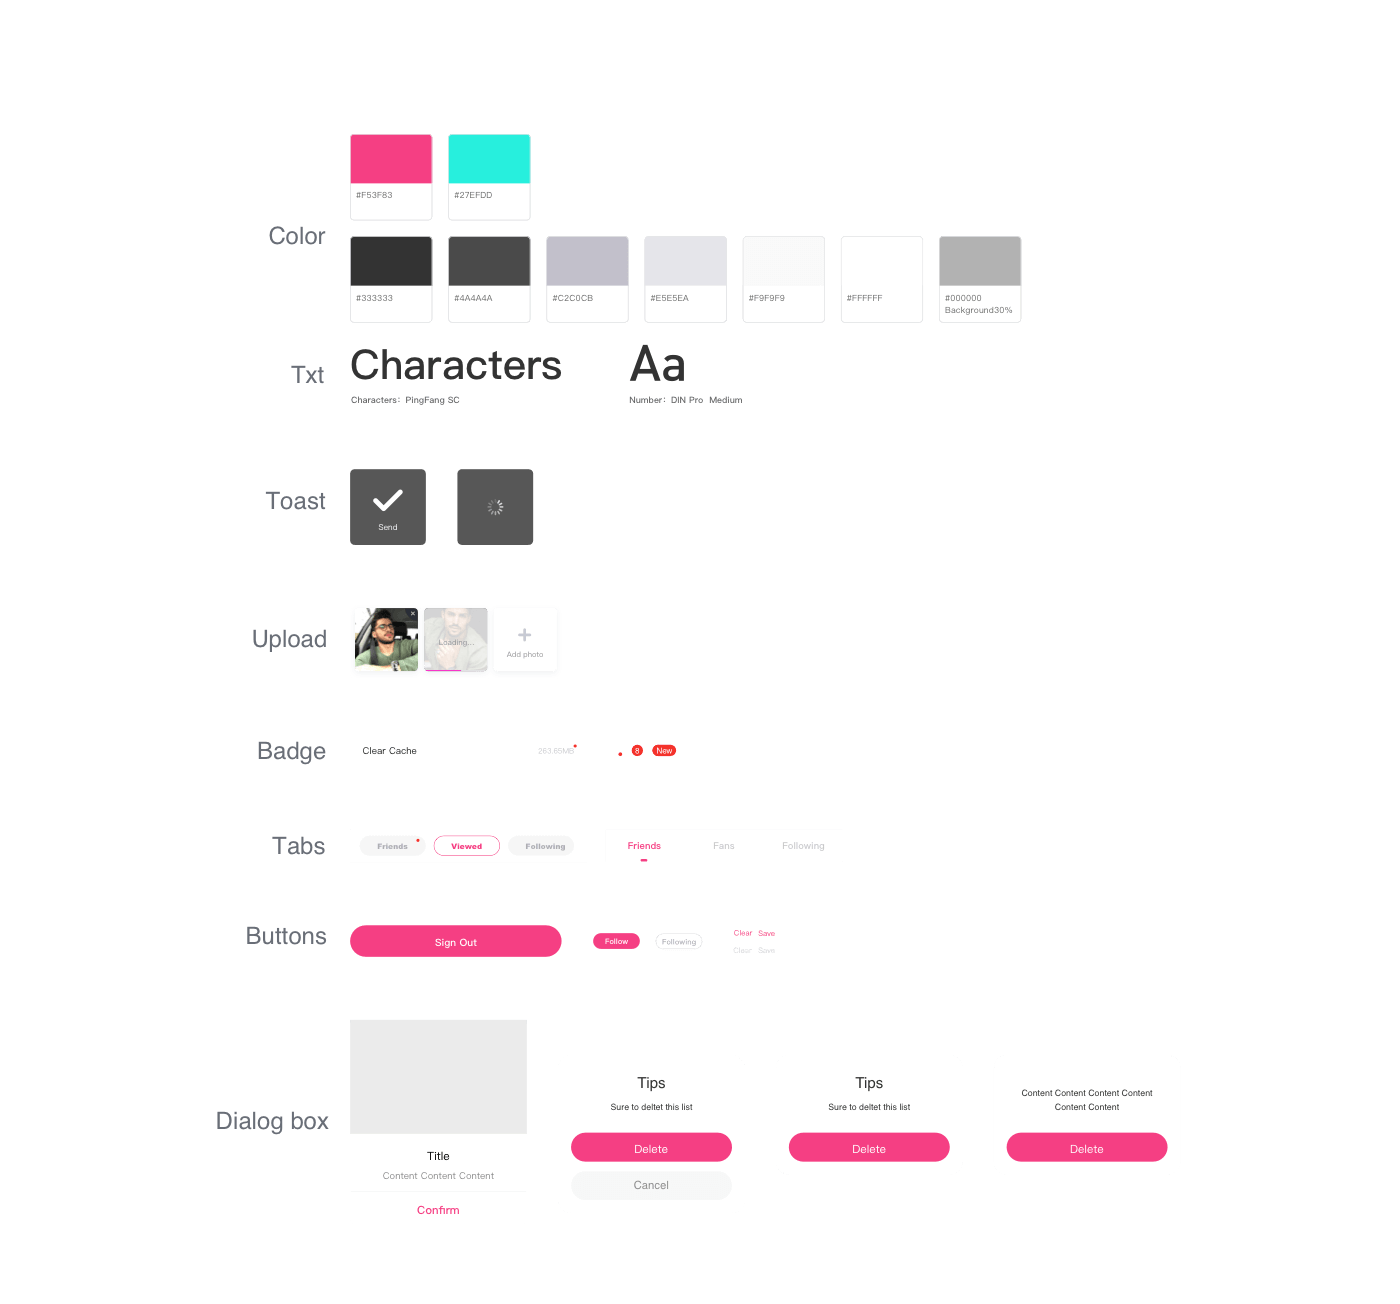 Color
#F53F83
#27EFDD
#333333
#4A4A4A
#C2C0CB
#E5E5EA
#F9F9F9
#FFFFFF
#000000
Background30%
Txt
Characters
Characters: PingFang SC
Aa
Number: DIN Pro Medium
Toast
Send
Upload
Loading...
Add photo
Badge
Clear Cache
263.65MB
8
New
Tabs
Friends
Viewed
Following
Friends
Fans
Following
Buttons
Sign Out
Follow
Following
Clear Save
Clear Save
Dialog box
Title
Content Content Content
Confirm
Tips
Sure to deltet this list
Delete
Cancel
Tips
Sure to deltet this list
Delete
Content Content Content Content
Content Content
Delete